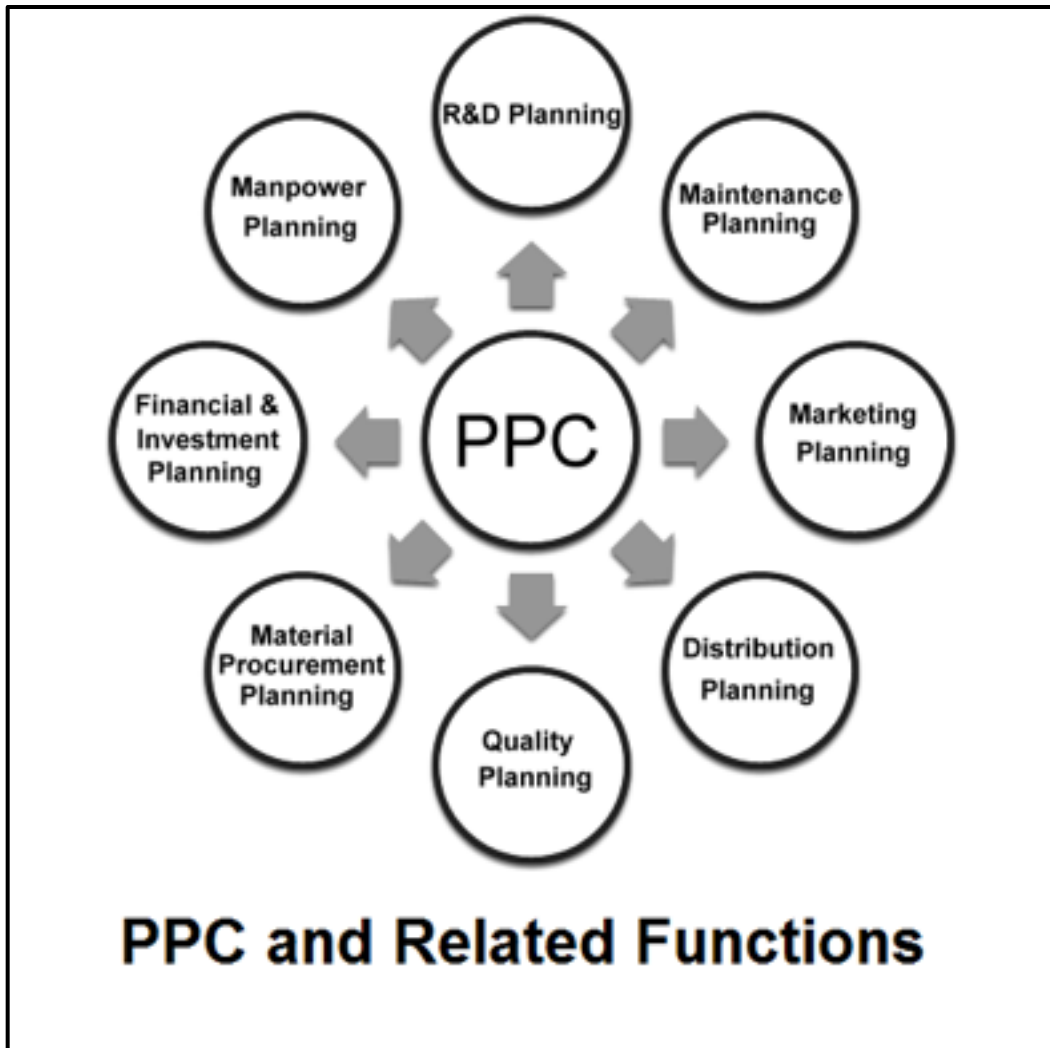 R&D Planning
Manpower
Planning
Maintenance
Planning
Financial &
Investment
Planning
PPC
Marketing
Planning
Material
Procurement
Planning
Distribution
Planning
Quality
Planning
PPC and Related Functions